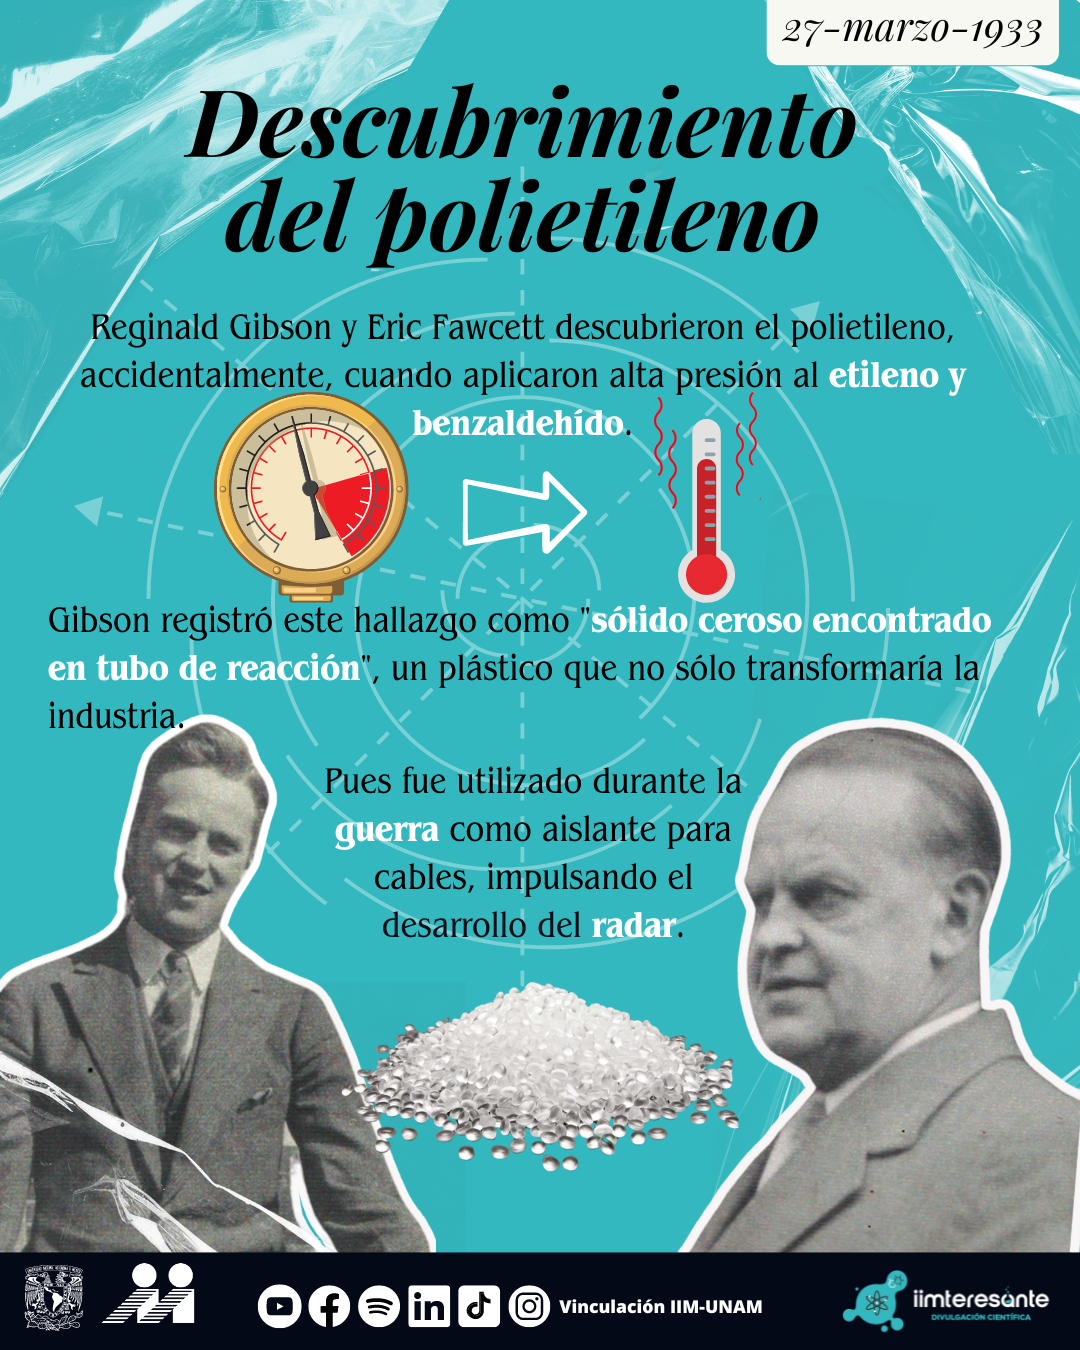 27-marzo-1933
Descubrimiento
del polietileno
Reginald Gibson y Eric Fawcett descubrieron el polietileno,
accidentalmente, cuando aplicaron alta presión al etileno y
benzaldehído.
Gibson registró este hallazgo como "sólido ceroso encontrado
en tubo de reacción", un plástico que no sólo transformaría la
industria.
Pues fue utilizado durante la
guerra como aislante para
cables, impulsando el
desarrollo del radar.
Vinculación IIM-UNAM
iimteresante
DIVULGACIÓN CIENTÍFICA